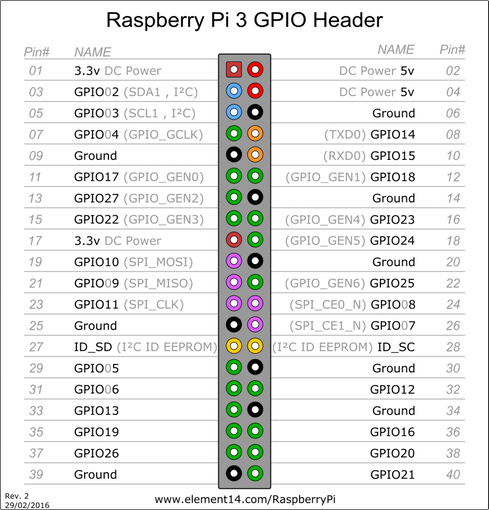 Raspberry Pi 3 GPIO Header
Pin# NAME NAME Pin#
01 3.3v DC Power DC Power 5v 02
03 GPIO02 (SDA1 , I²C) DC Power 5v 04
05 GPIO03 (SCL1 , I²C) Ground 06
07 GPIO04 (GPIO_GCLK) (TXD0) GPIO14 08
09 Ground (RXD0) GPIO15 10
11 GPIO17 (GPIO_GEN0) (GPIO_GEN1) GPIO18 12
13 GPIO27 (GPIO_GEN2) Ground 14
15 GPIO22 (GPIO_GEN3) (GPIO_GEN4) GPIO23 16
17 3.3v DC Power (GPIO_GEN5) GPIO24 18
19 GPIO10 (SPI_MOSI) Ground 20
21 GPIO09 (SPI_MISO) (GPIO_GEN6) GPIO25 22
23 GPIO11 (SPI_CLK) (SPI_CE0_N) GPIO08 24
25 Ground (SPI_CE1_N) GPIO07 26
27 ID_SD (I²C ID EEPROM) (I²C ID EEPROM) ID_SC 28
29 GPIO05 Ground 30
31 GPIO06 GPIO12 32
33 GPIO13 Ground 34
35 GPIO19 GPIO16 36
37 GPIO26 GPIO20 38
39 Ground GPIO21 40
Rev. 2
29/02/2016 www.element14.com/RaspberryPi